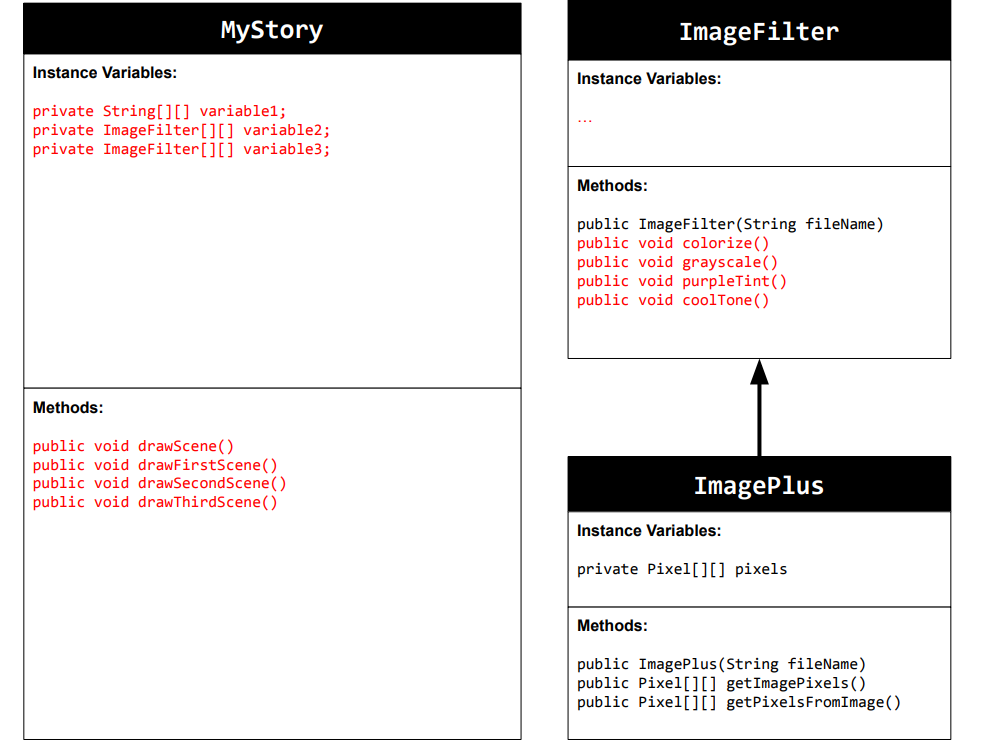 MyStory
Instance Variables:
private String[][] variable1;
private ImageFilter[][] variable2;
private ImageFilter[][] variable3;
Methods:
public void drawScene()
public void drawFirstScene()
public void drawSecondScene()
public void drawThirdScene()
ImageFilter
Instance Variables:
...
Methods:
public ImageFilter(String fileName)
public void colorize()
public void grayscale()
public void purpleTint()
public void coolTone()
ImagePlus
Instance Variables:
private Pixel[][] pixels
Methods:
public ImagePlus(String fileName)
public Pixel[][] getImagePixels()
public Pixel[][] getPixelsFromImage()